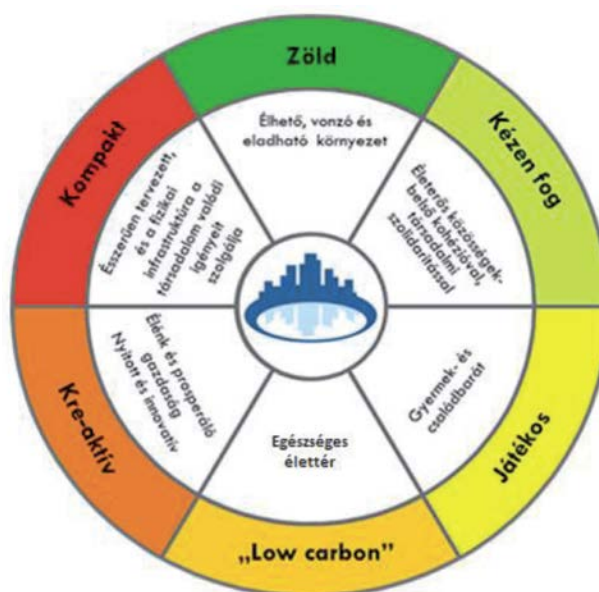 Zöld
Élhető, vonzó és
eladható környezet
Kézen fog
Életerős közösségek-
belső kohézióval,
társadalmi
szolidaritással
Játékos
Gyermek- és
családbarát
„Low carbon”
Egészséges
élettér
Kre-aktív
Élénk és prosperáló
gazdaság
Nyitott és innovatív
Kompakt
Ésszerűen tervezett,
és a fizikai
infrastruktúra a
társadalom valódi
igényeit
szolgálja